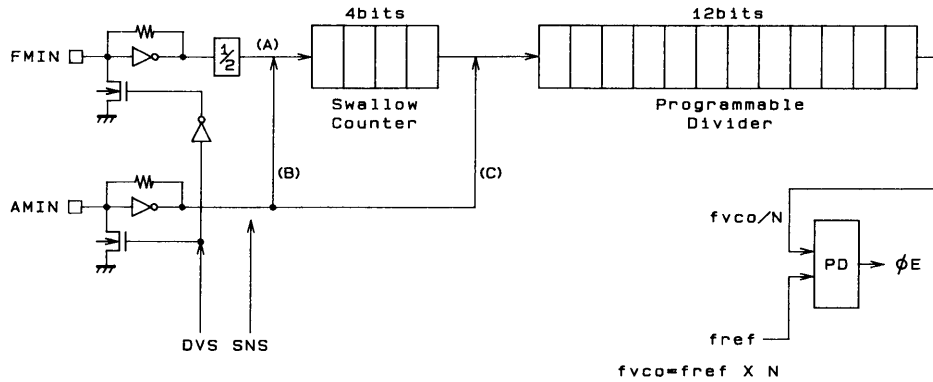 4bits
12bits
FMIN
1/2
(A)
Swallow
Counter
Programmable
Divider
(B)
(C)
AMIN
fvco/N
PD
ϕE
DVS SNS
fref
fvco=fref X N